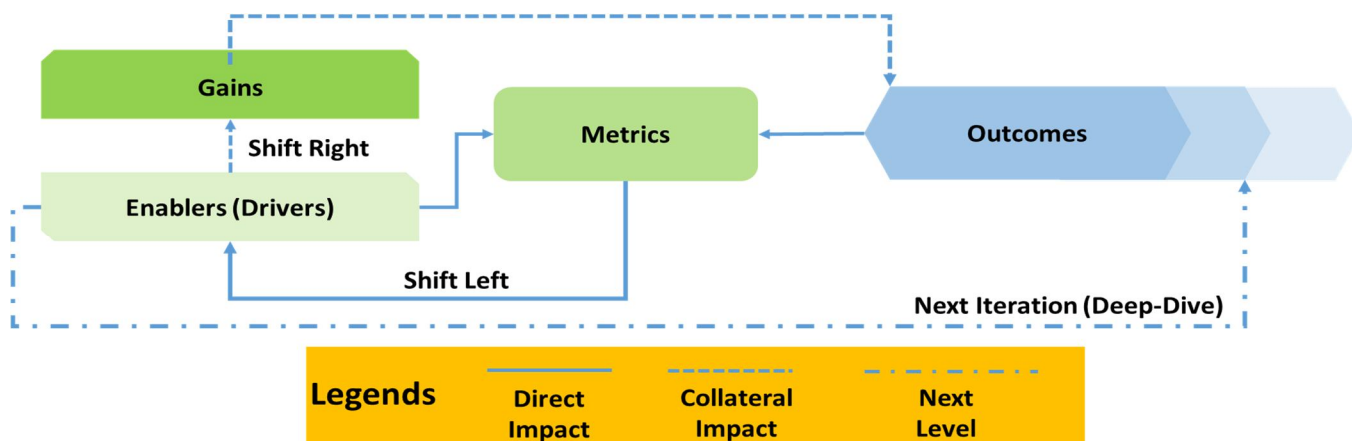 Gains
Shift Right
Metrics
Outcomes
Enablers (Drivers)
Shift Left
Next Iteration (Deep-Dive)
Legends
Direct
Impact
Collateral
Impact
Next
Level